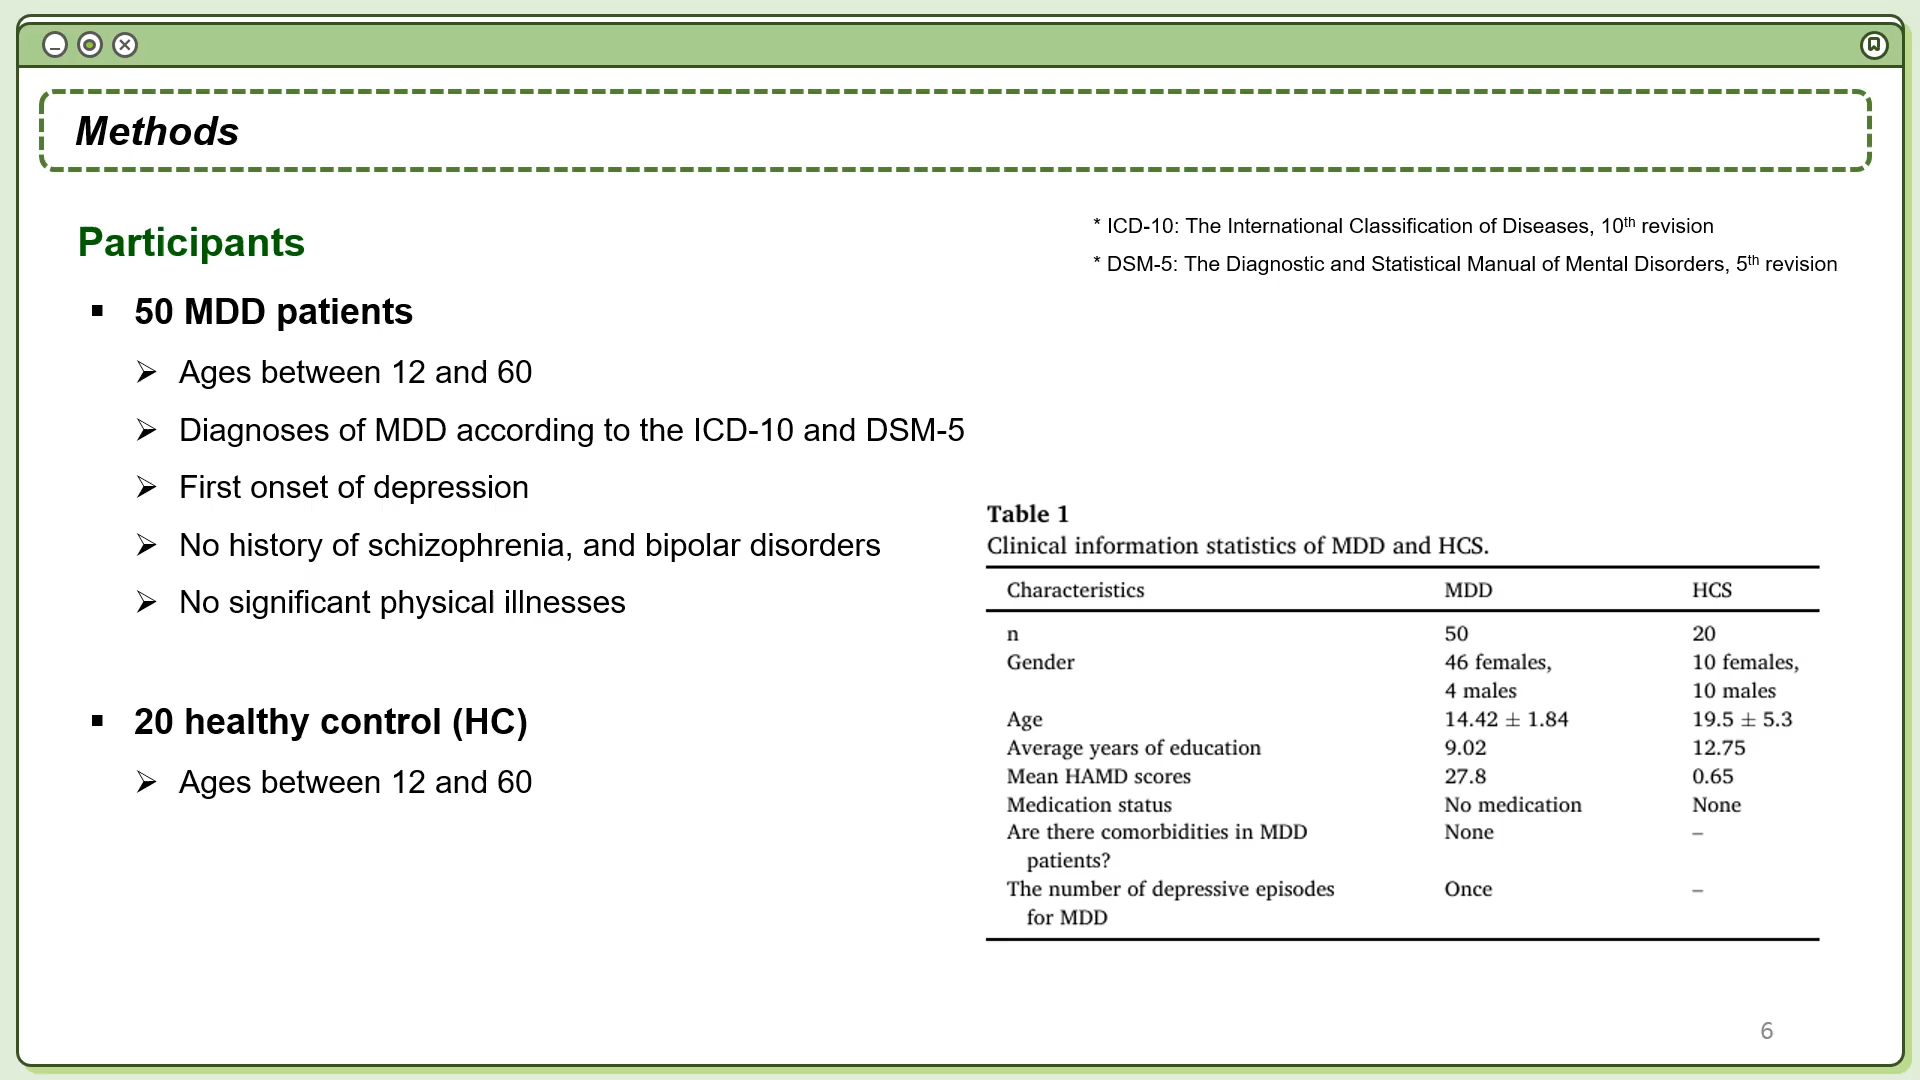 Methods
Participants
* ICD-10: The International Classification of Diseases, 10th revision
* DSM-5: The Diagnostic and Statistical Manual of Mental Disorders, 5th revision
▪ 50 MDD patients
➢ Ages between 12 and 60
➢ Diagnoses of MDD according to the ICD-10 and DSM-5
➢ First onset of depression
➢ No history of schizophrenia, and bipolar disorders
➢ No significant physical illnesses
▪ 20 healthy control (HC)
➢ Ages between 12 and 60
Table 1
Clinical information statistics of MDD and HCS.
Characteristics MDD HCS
n 50 20
Gender 46 females, 10 females,
4 males 10 males
Age 14.42 ± 1.84 19.5 ± 5.3
Average years of education 9.02 12.75
Mean HAMD scores 27.8 0.65
Medication status No medication None
Are there comorbidities in MDD None –
patients?
The number of depressive episodes Once –
for MDD
6